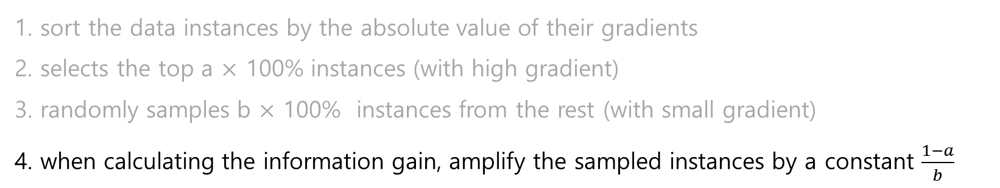 1. sort the data instances by the absolute value of their gradients
2. selects the top a × 100% instances (with high gradient)
3. randomly samples b × 100% instances from the rest (with small gradient)
4. when calculating the information gain, amplify the sampled instances by a constant \frac{1-a}{b}